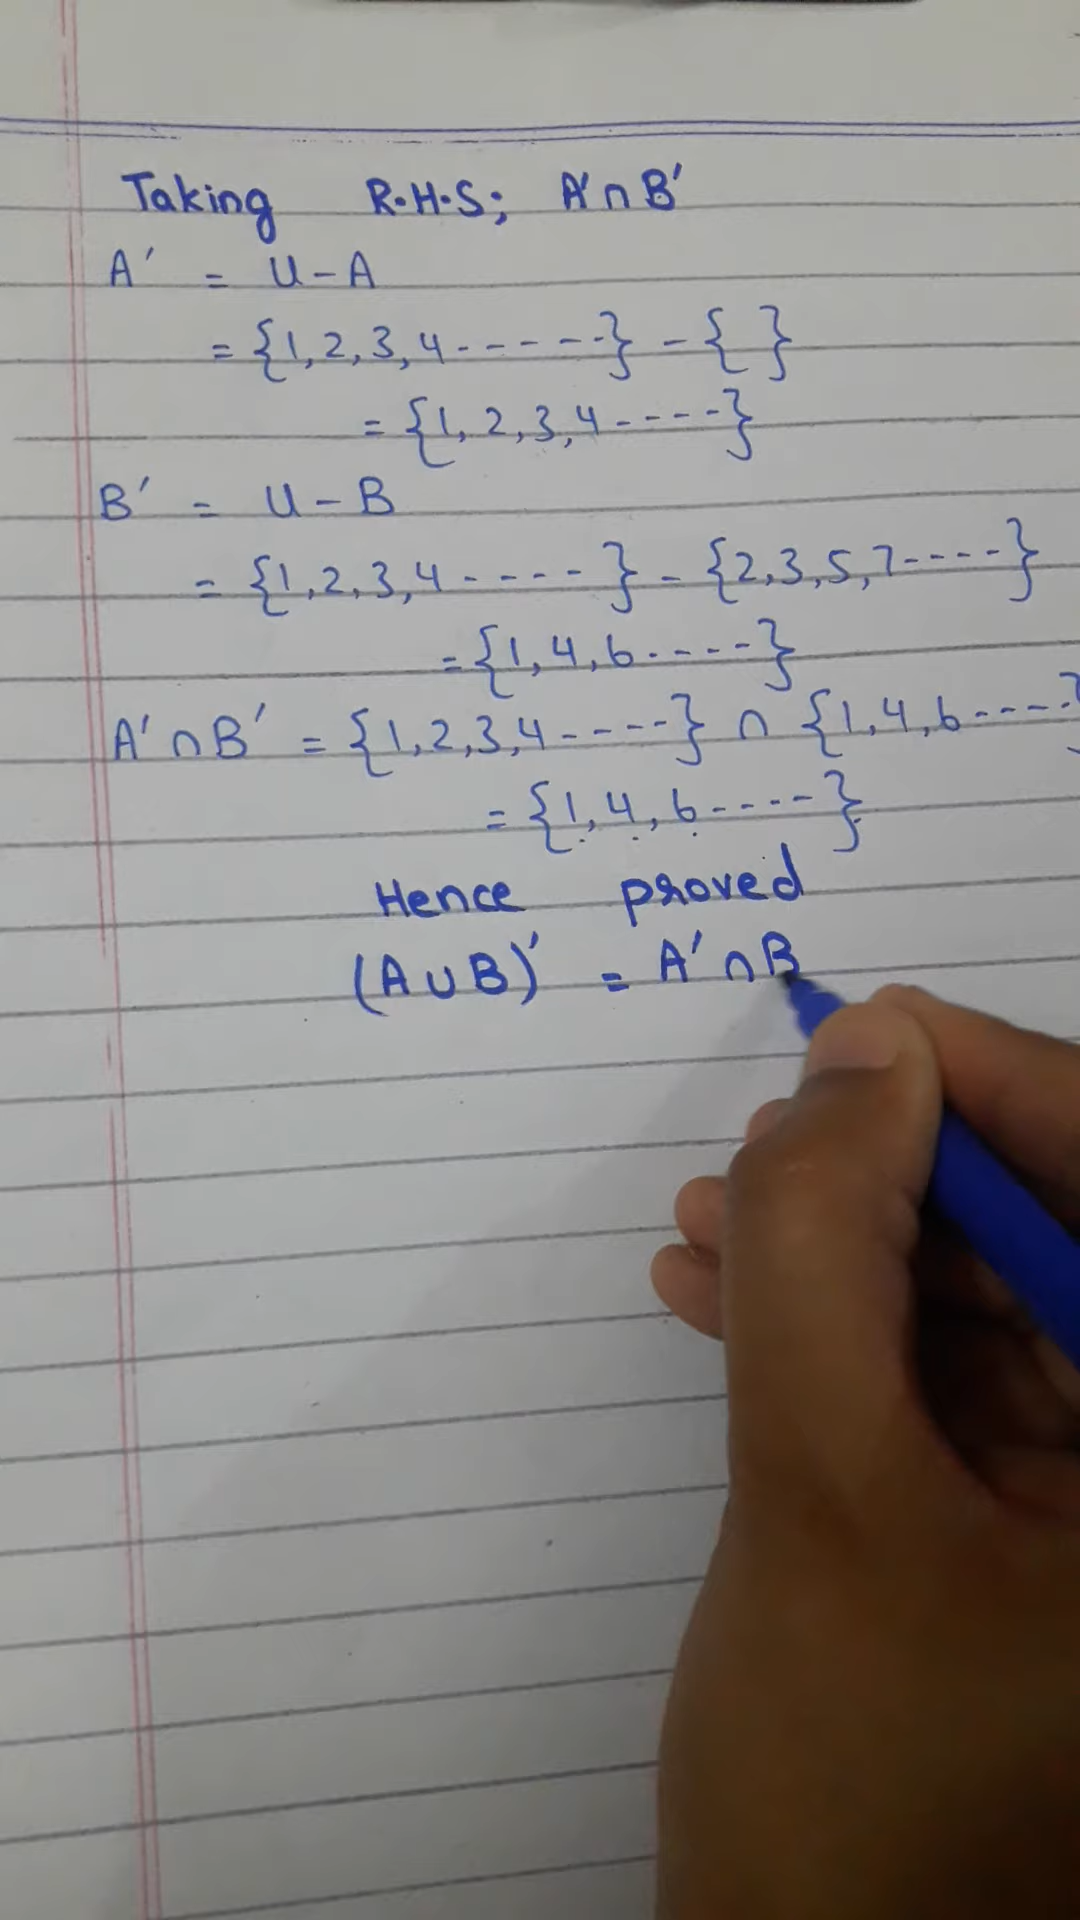 Taking R.H.S; A'∩B'
A' = U-A
= {1,2,3,4------} - { }
= {1,2,3,4----}
B' = U-B
= {1,2,3,4-----} - {2,3,5,7----}
= {1,4,6----}
A'∩B' = {1,2,3,4----} ∩ {1,4,6----}
= {1,4,6----}
Hence proved
(A∪B)' = A'∩B